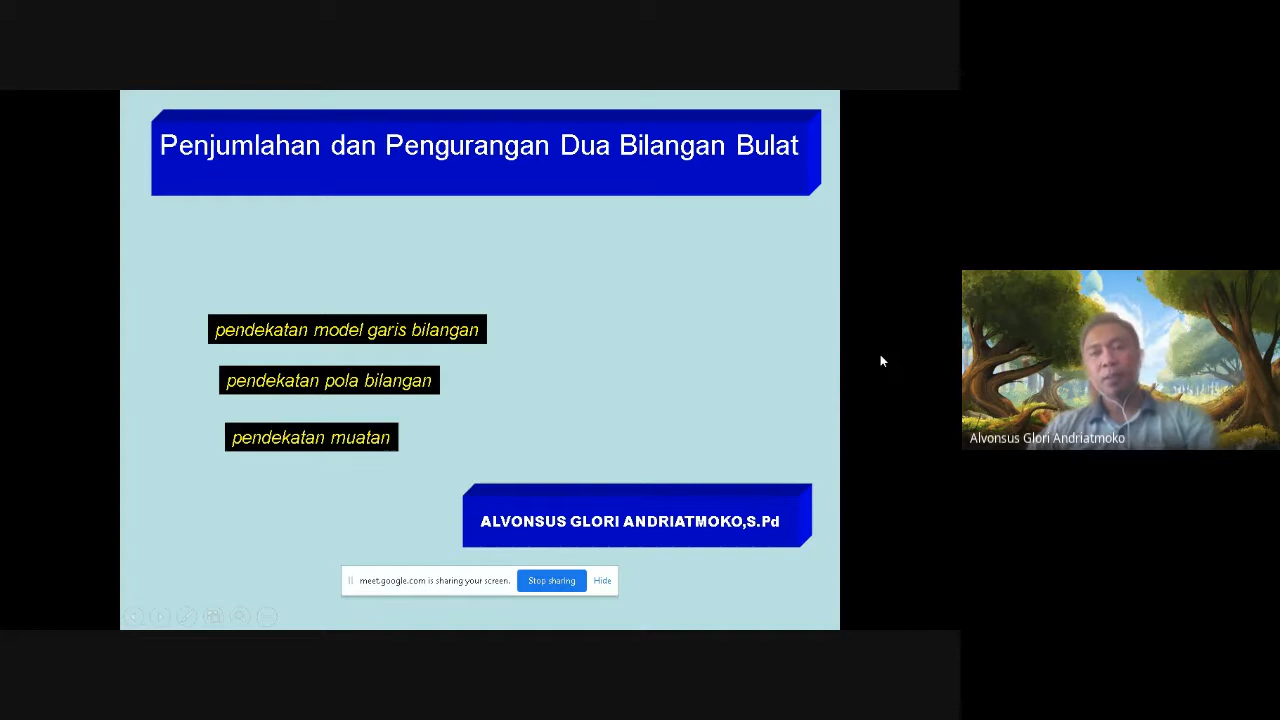 Penjumlahan dan Pengurangan Dua Bilangan Bulat
pendekatan model garis bilangan
pendekatan pola bilangan
pendekatan muatan
ALVONSUS GLORI ANDRIATMOKO,S.Pd
meet.google.com is sharing your screen. Stop sharing Hide
Alvonsus Glori Andriatmoko